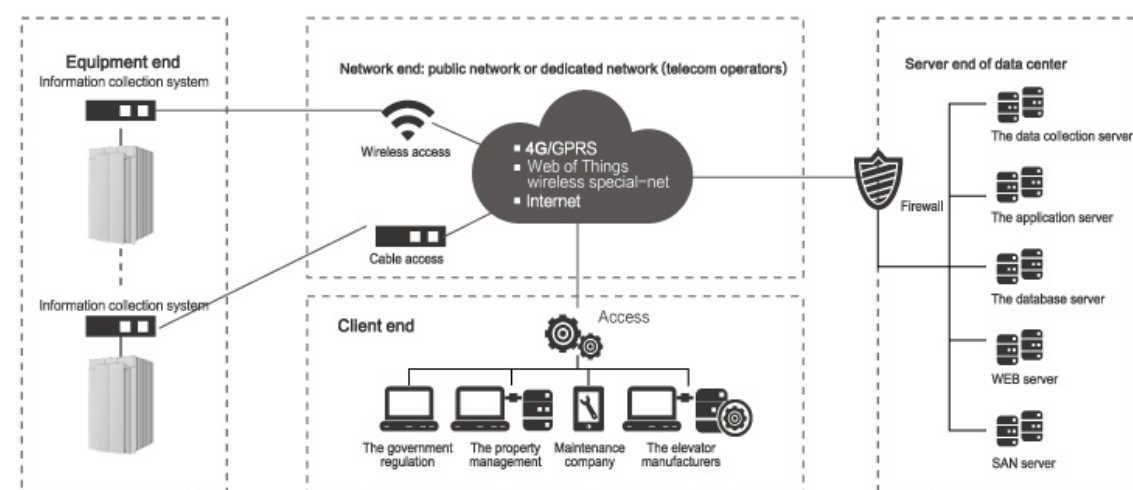 Equipment end
Information collection system
Information collection system
Network end: public network or dedicated network (telecom operators)
Wireless access
4G/GPRS
Web of Things
wireless special-net
Internet
Cable access
Client end
Access
The government
regulation
The property
management
Maintenance
company
The elevator
manufacturers
Server end of data center
Firewall
The data collection server
The application server
The database server
WEB server
SAN server